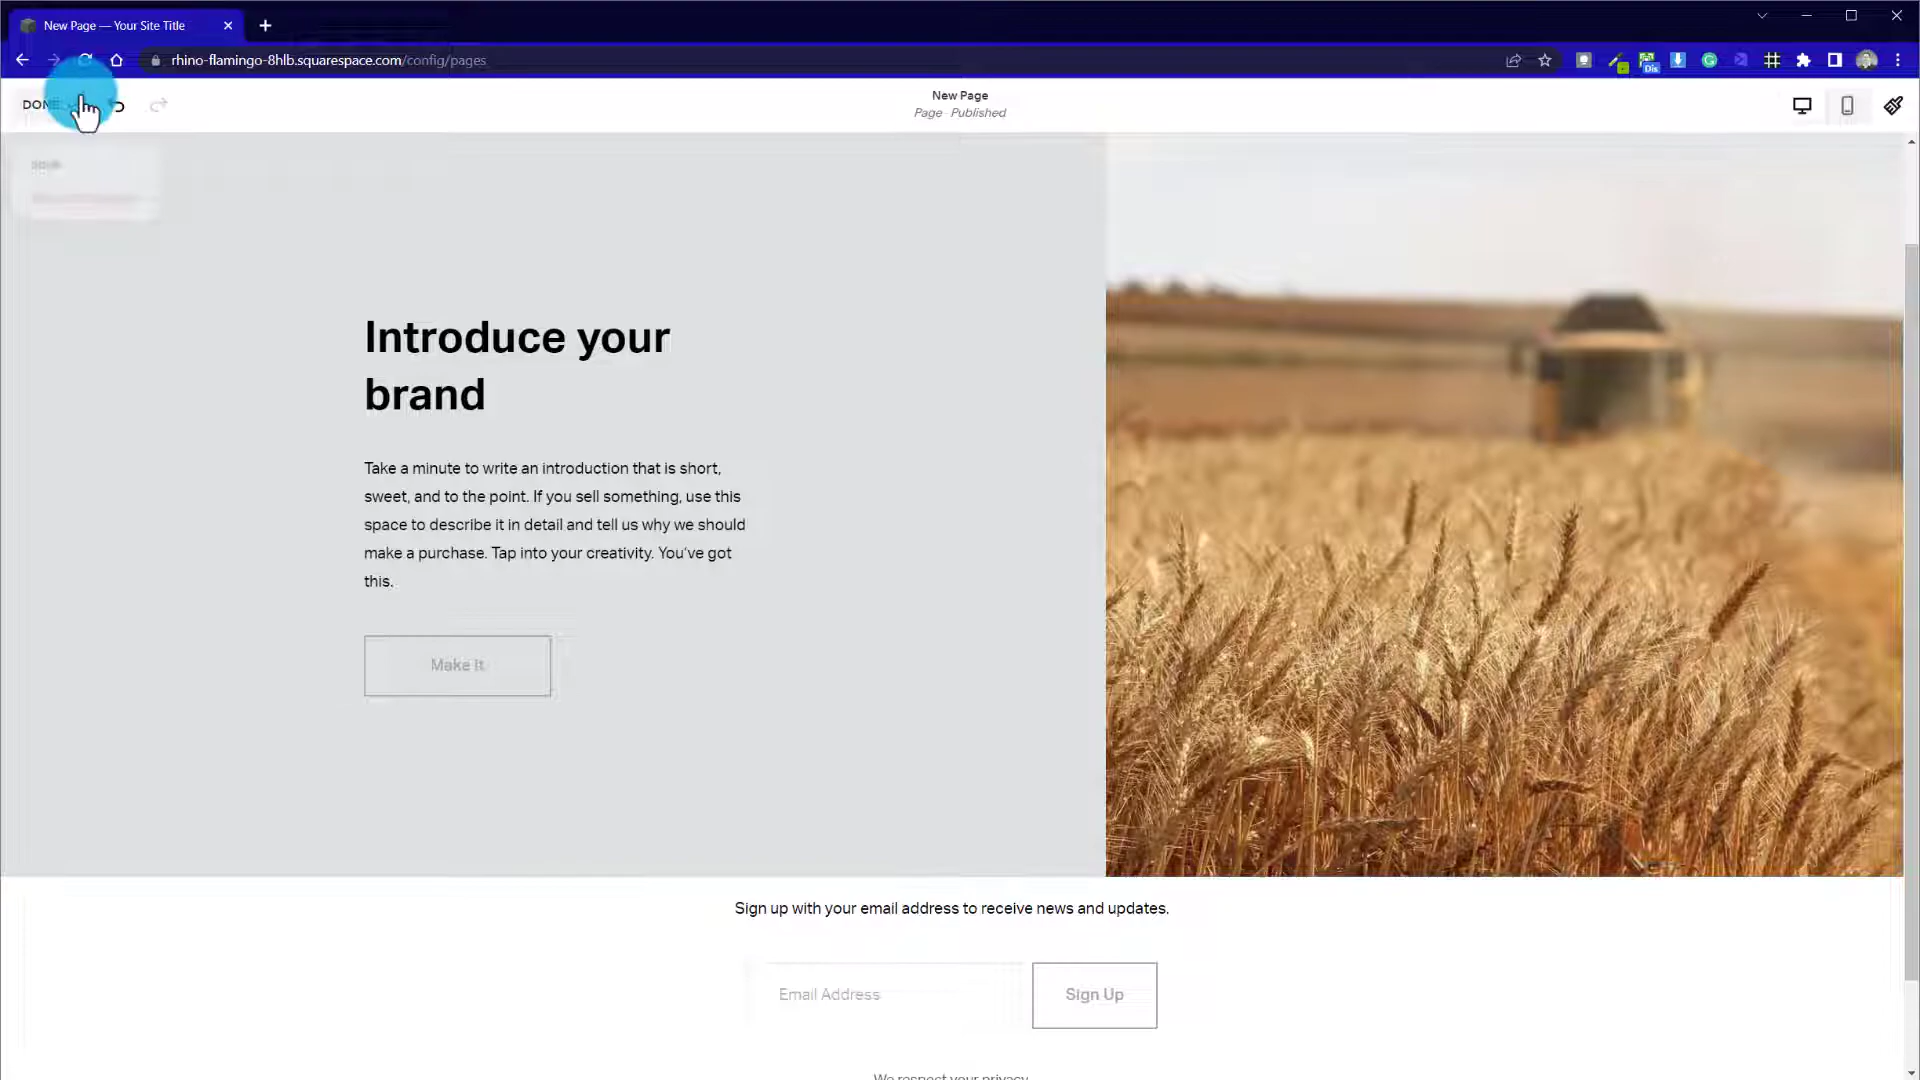 New Page — Your Site Title
rhino-flamingo-8hlb.squarespace.com/config/pages
New Page
Page · Published
Introduce your
brand
Take a minute to write an introduction that is short,
sweet, and to the point. If you sell something, use this
space to describe it in detail and tell us why we should
make a purchase. Tap into your creativity. You’ve got
this.
Make It
Sign up with your email address to receive news and updates.
Email Address
Sign Up
We respect your privacy.